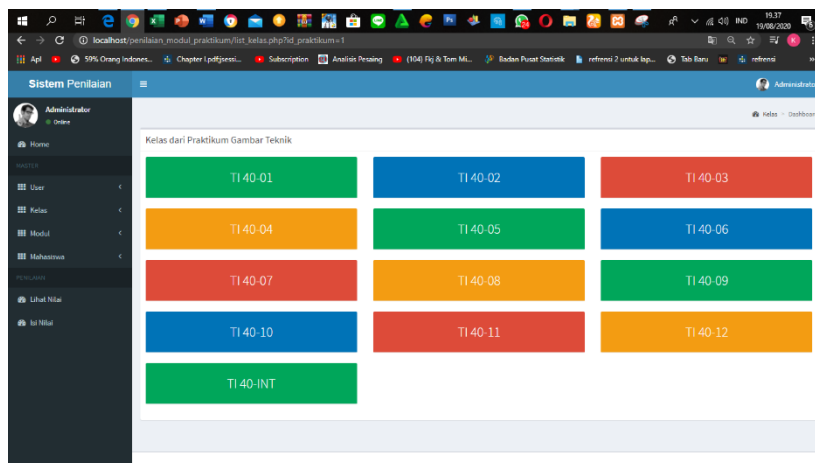 IND
19.37
19/08/2020
localhost/penilaian_modul_praktikum/list_kelas.php?id_praktikum=1
Apl
59% Orang Indones...
Chapter I.pdf|sessi...
Subscription
Analisis Pesaing
(104) Fkj & Tom Mi...
Badan Pusat Statistik
refrensi 2 untuk lap...
Tab Baru
refrensi
»
Sistem Penilaian
Administrato
Administrator
Online
Kelas > Dashboar
Home
Kelas dari Praktikum Gambar Teknik
MASTER
User
Kelas
Modul
Mahasiswa
PENILAIAN
Lihat Nilai
Isi Nilai
TI 40-01
TI 40-02
TI 40-03
TI 40-04
TI 40-05
TI 40-06
TI 40-07
TI 40-08
TI 40-09
TI 40-10
TI 40-11
TI 40-12
TI 40-INT